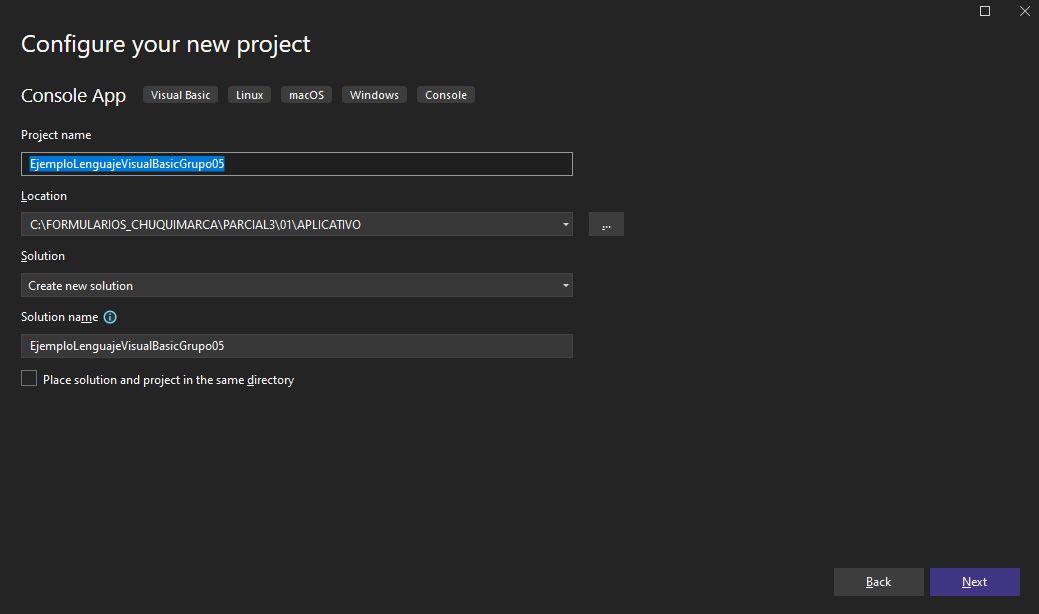 Configure your new project
Console App Visual Basic Linux macOS Windows Console
Project name
EjemploLenguajeVisualBasicGrupo05
Location
C:\FORMULARIOS_CHUQUIMARCA\PARCIAL3\01\APLICATIVO
...
Solution
Create new solution
Solution name
EjemploLenguajeVisualBasicGrupo05
Place solution and project in the same directory
Back Next